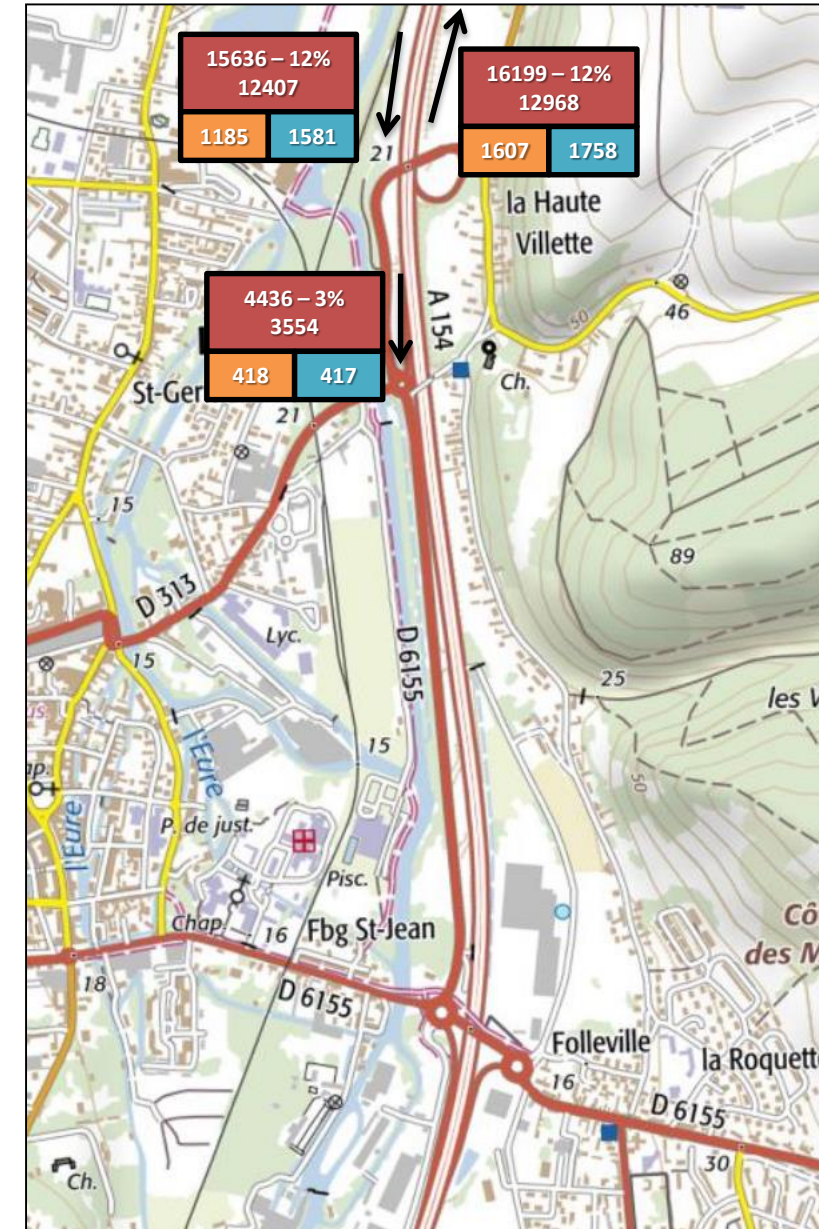 15636 – 12%
12407
1185 1581
16199 – 12%
12968
1607 1758
21
la Haute
Villette
4436 – 3%
3554
418 417
A 154
50
46
Ch.
St-Ger
21
15
89
D 313
Lyc.
D 6155
15
25
les V
l'Eure
15
50
ap.
P. de just.
l'Eure
Pisc.
Chap.
16
Fbg St-Jean
Cô
des M
18
D 6155
Folleville
la Roquette
16
D 6155
30
Ch.